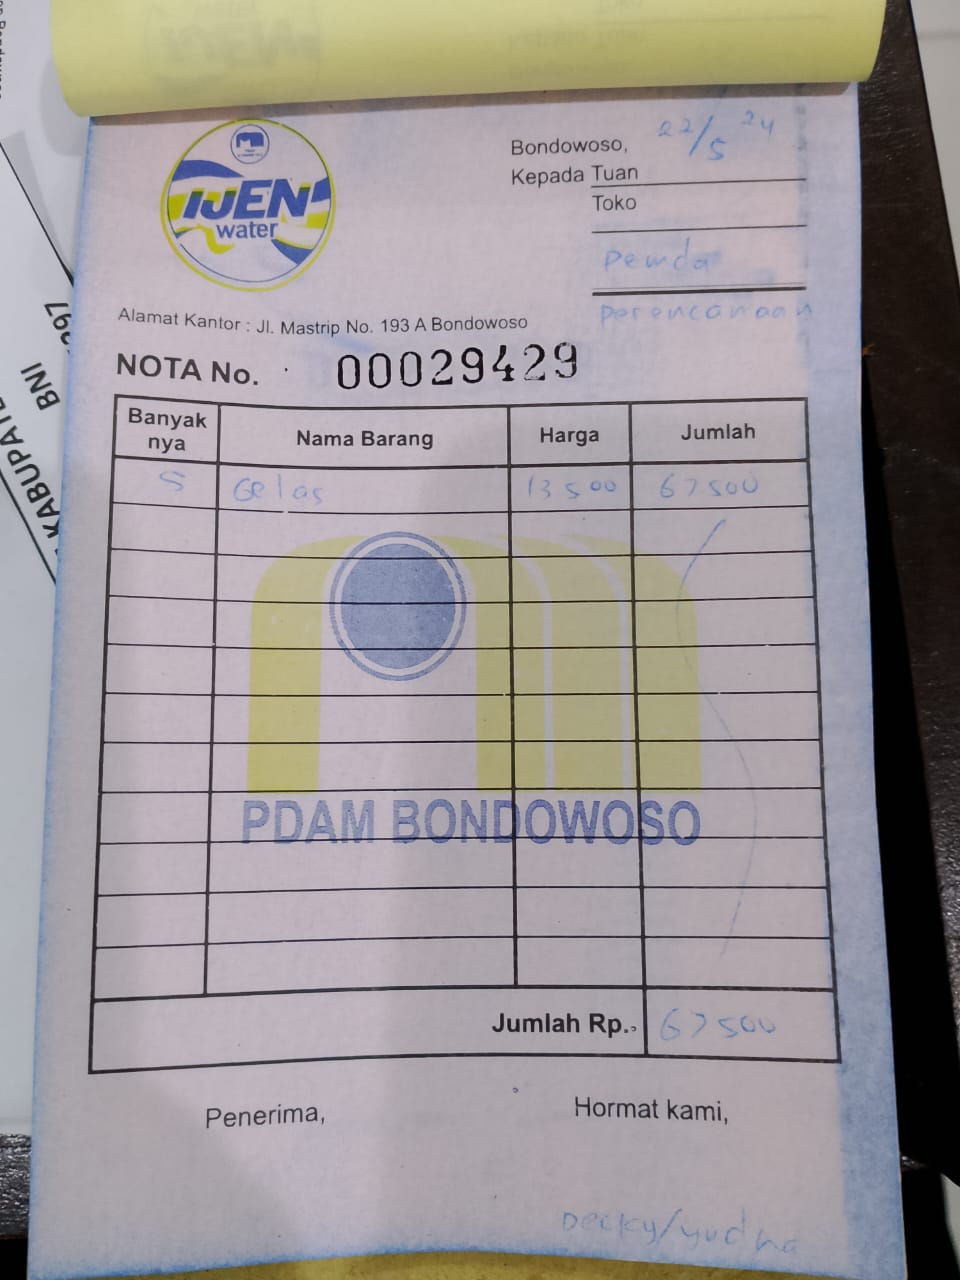 IJEN
water
Bondowoso, 22/5 24
Kepada Tuan
Toko
Pemda
Perencanaan
Alamat Kantor : Jl. Mastrip No. 193 A Bondowoso
NOTA No. 00029429
Banyak nya Nama Barang Harga Jumlah
5 Gelas 13500 67500
PDAM BONDOWOSO
Jumlah Rp. 67500
Penerima, Hormat kami,
Decky/yudha
KABUPATE
BNI
397